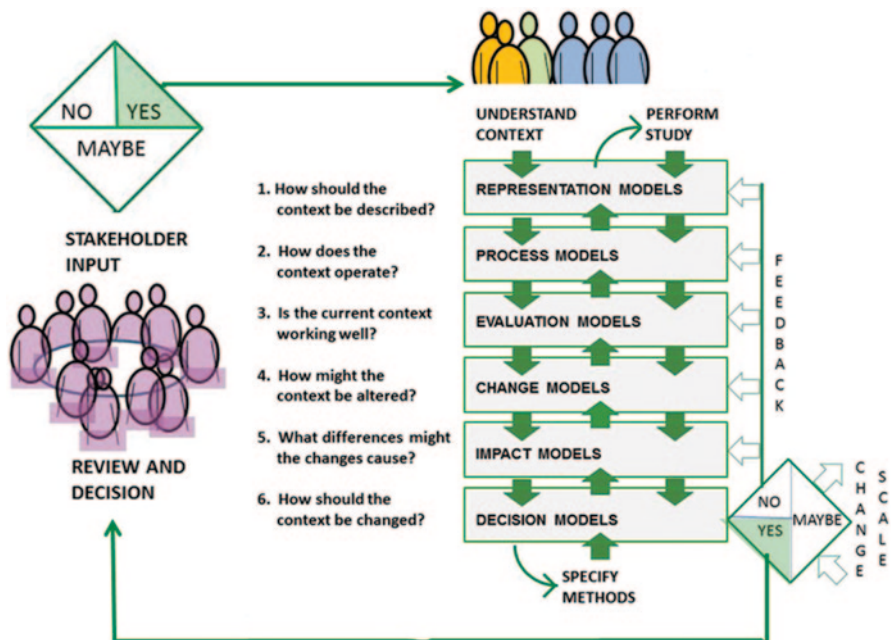 NO
YES
MAYBE
STAKEHOLDER
INPUT
REVIEW AND
DECISION
UNDERSTAND
CONTEXT
PERFORM
STUDY
1. How should the
context be described?
2. How does the
context operate?
3. Is the current context
working well?
4. How might the
context be altered?
5. What differences might
the changes cause?
6. How should the
context be changed?
REPRESENTATION MODELS
PROCESS MODELS
EVALUATION MODELS
CHANGE MODELS
IMPACT MODELS
DECISION MODELS
SPECIFY
METHODS
FEEDBACK
NO
YES
MAYBE
CHANGE
SCALE